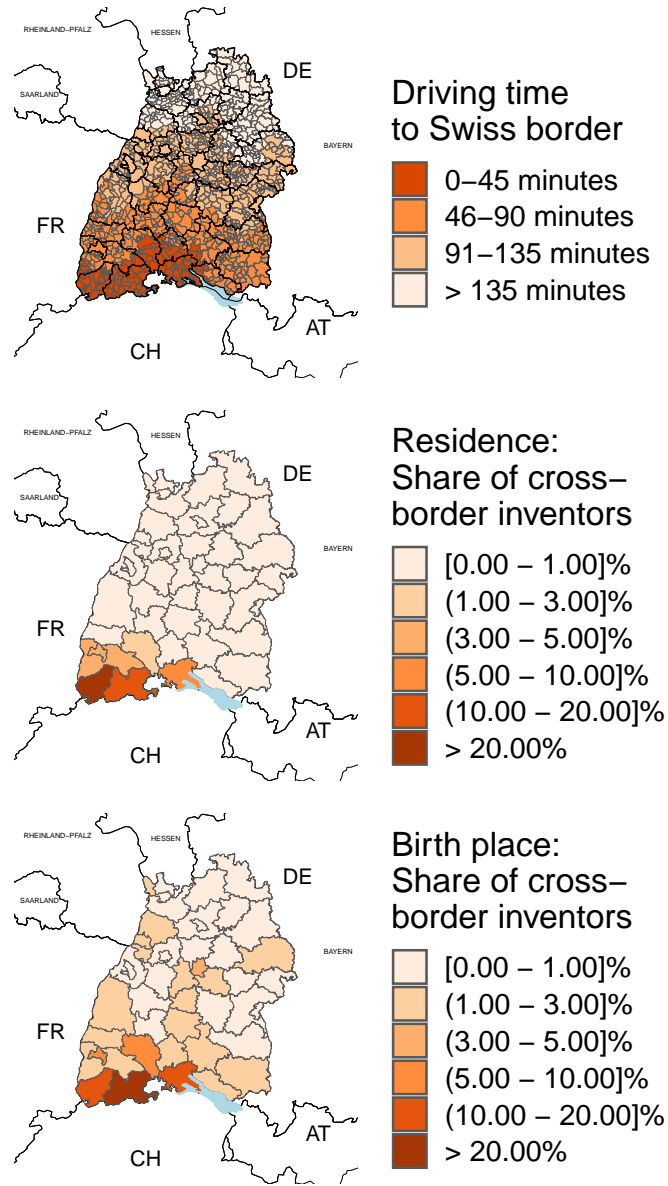 RHEINLAND−PFALZ
HESSEN
DE
SAARLAND
BAYERN
FR
AT
CH
Driving time
to Swiss border
0−45 minutes
46−90 minutes
91−135 minutes
> 135 minutes
RHEINLAND−PFALZ
HESSEN
DE
SAARLAND
BAYERN
FR
AT
CH
Residence:
Share of cross−
border inventors
[0.00 − 1.00]%
(1.00 − 3.00]%
(3.00 − 5.00]%
(5.00 − 10.00]%
(10.00 − 20.00]%
> 20.00%
RHEINLAND−PFALZ
HESSEN
DE
SAARLAND
BAYERN
FR
AT
CH
Birth place:
Share of cross−
border inventors
[0.00 − 1.00]%
(1.00 − 3.00]%
(3.00 − 5.00]%
(5.00 − 10.00]%
(10.00 − 20.00]%
> 20.00%